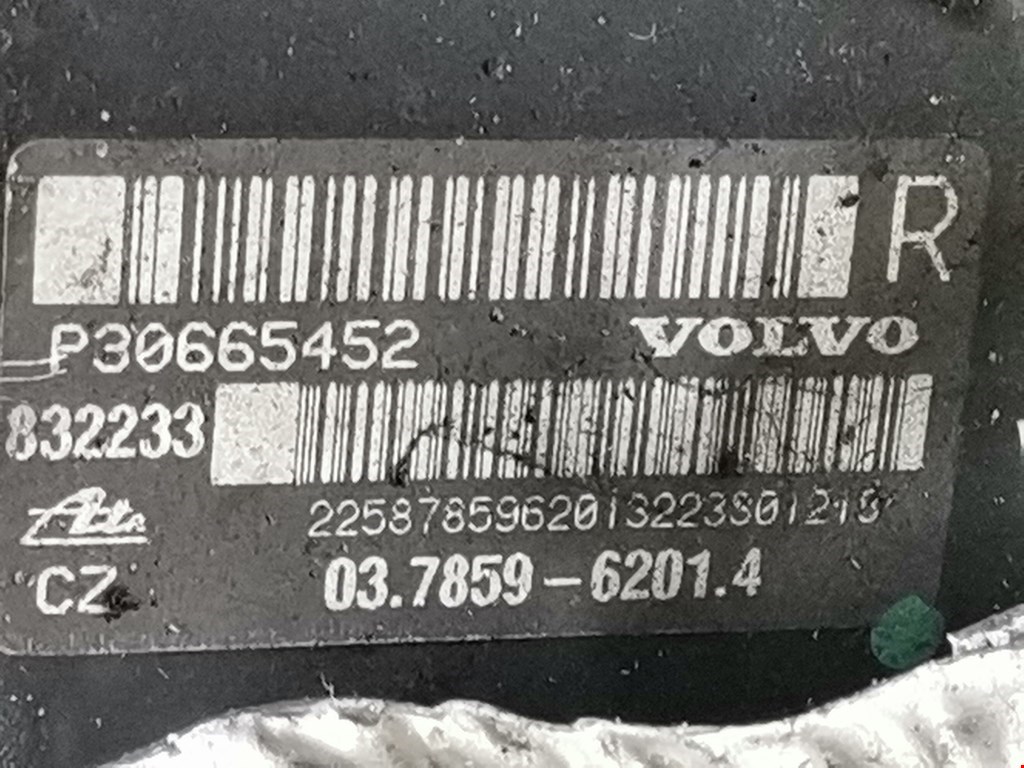 R
P30665452 VOLVO
832233
Ate
03.7859-6201.4
CZ